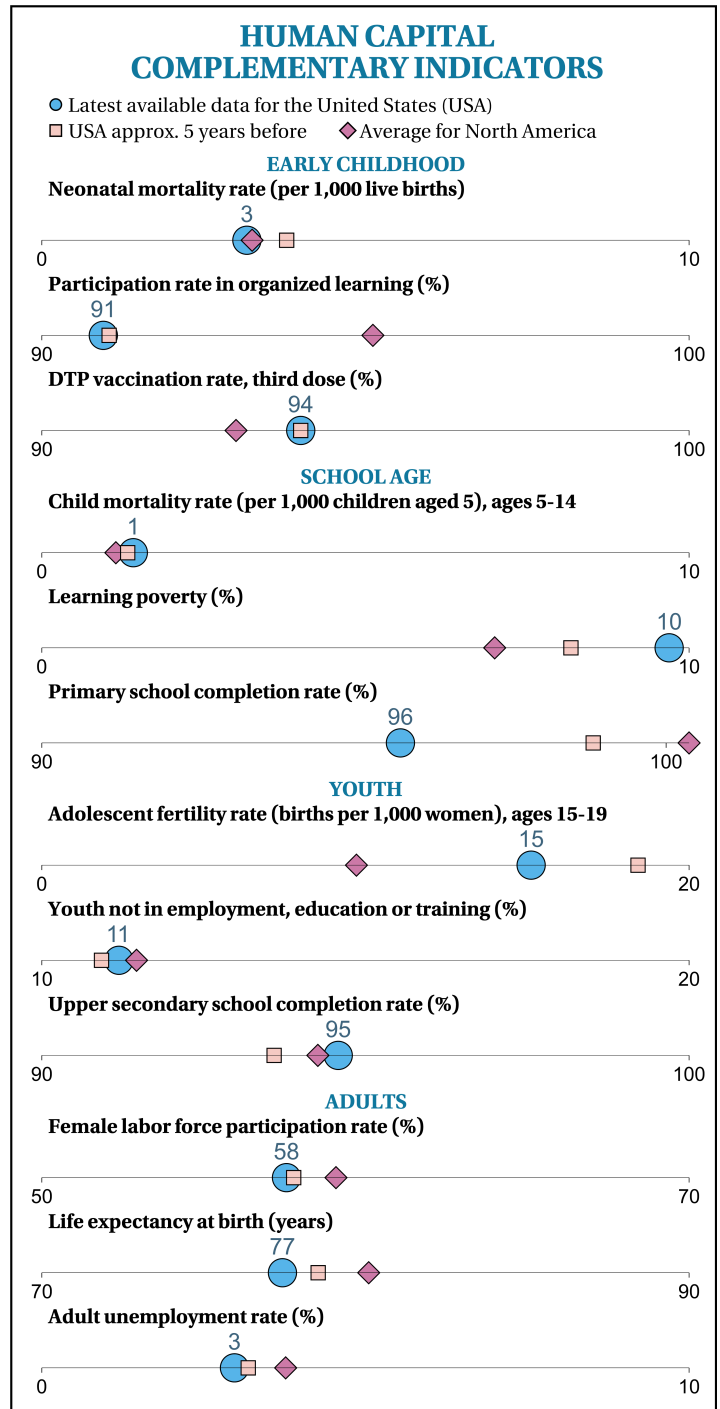 HUMAN CAPITAL
COMPLEMENTARY INDICATORS
Latest available data for the United States (USA)
USA approx. 5 years before Average for North America
EARLY CHILDHOOD
Neonatal mortality rate (per 1,000 live births)
3
0 10
Participation rate in organized learning (%)
91
90 100
DTP vaccination rate, third dose (%)
94
90 100
SCHOOL AGE
Child mortality rate (per 1,000 children aged 5), ages 5-14
1
0 10
Learning poverty (%)
10
0 10
Primary school completion rate (%)
96
90 100
YOUTH
Adolescent fertility rate (births per 1,000 women), ages 15-19
15
0 20
Youth not in employment, education or training (%)
11
10 20
Upper secondary school completion rate (%)
95
90 100
ADULTS
Female labor force participation rate (%)
58
50 70
Life expectancy at birth (years)
77
70 90
Adult unemployment rate (%)
3
0 10